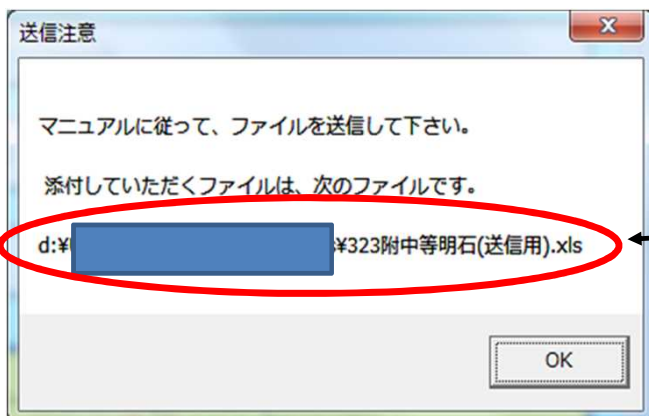 送信注意
マニュアルに従って、ファイルを送信して下さい。
添付していただくファイルは、次のファイルです。
d:¥ ¥323附中等明石(送信用).xls
OK